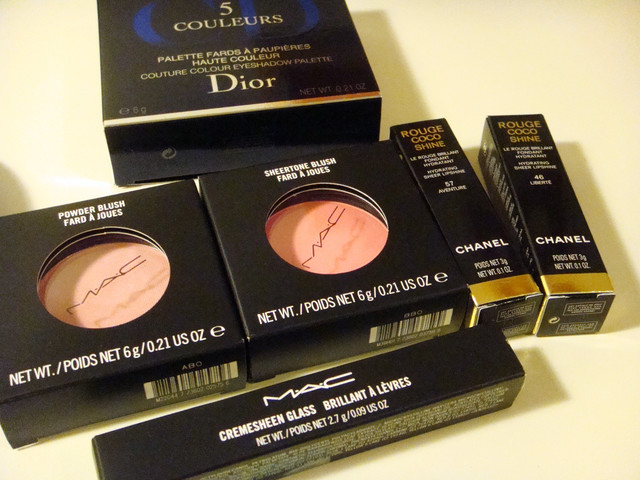 5
COULEURS
PALETTE FARDS À PAUPIÈRES
HAUTE COULEUR
COUTURE COLOUR EYESHADOW PALETTE
Dior
℮ 6 g
NET WT. 0.21 OZ
POWDER BLUSH
FARD À JOUES
MAC
NET WT./POIDS NET 6 g/0.21 US OZ ℮
SHEERTONE BLUSH
FARD À JOUES
MAC
NET WT./POIDS NET 6 g/0.21 US OZ ℮
ROUGE
COCO
SHINE
LE ROUGE BRILLANT
FONDANT
HYDRATANT
HYDRATING
SHEER LIPSHINE
57
AVENTURE
CHANEL
POIDS NET 3g
NET WT. 0.1 OZ.
ROUGE
COCO
SHINE
LE ROUGE BRILLANT
FONDANT
HYDRATANT
HYDRATING
SHEER LIPSHINE
46
LIBERTÉ
CHANEL
POIDS NET 3g
NET WT. 0.1 OZ.
MAC
CREMESHEEN GLASS BRILLANT À LÈVRES
NET WT./POIDS NET 2.7 g/0.09 US OZ